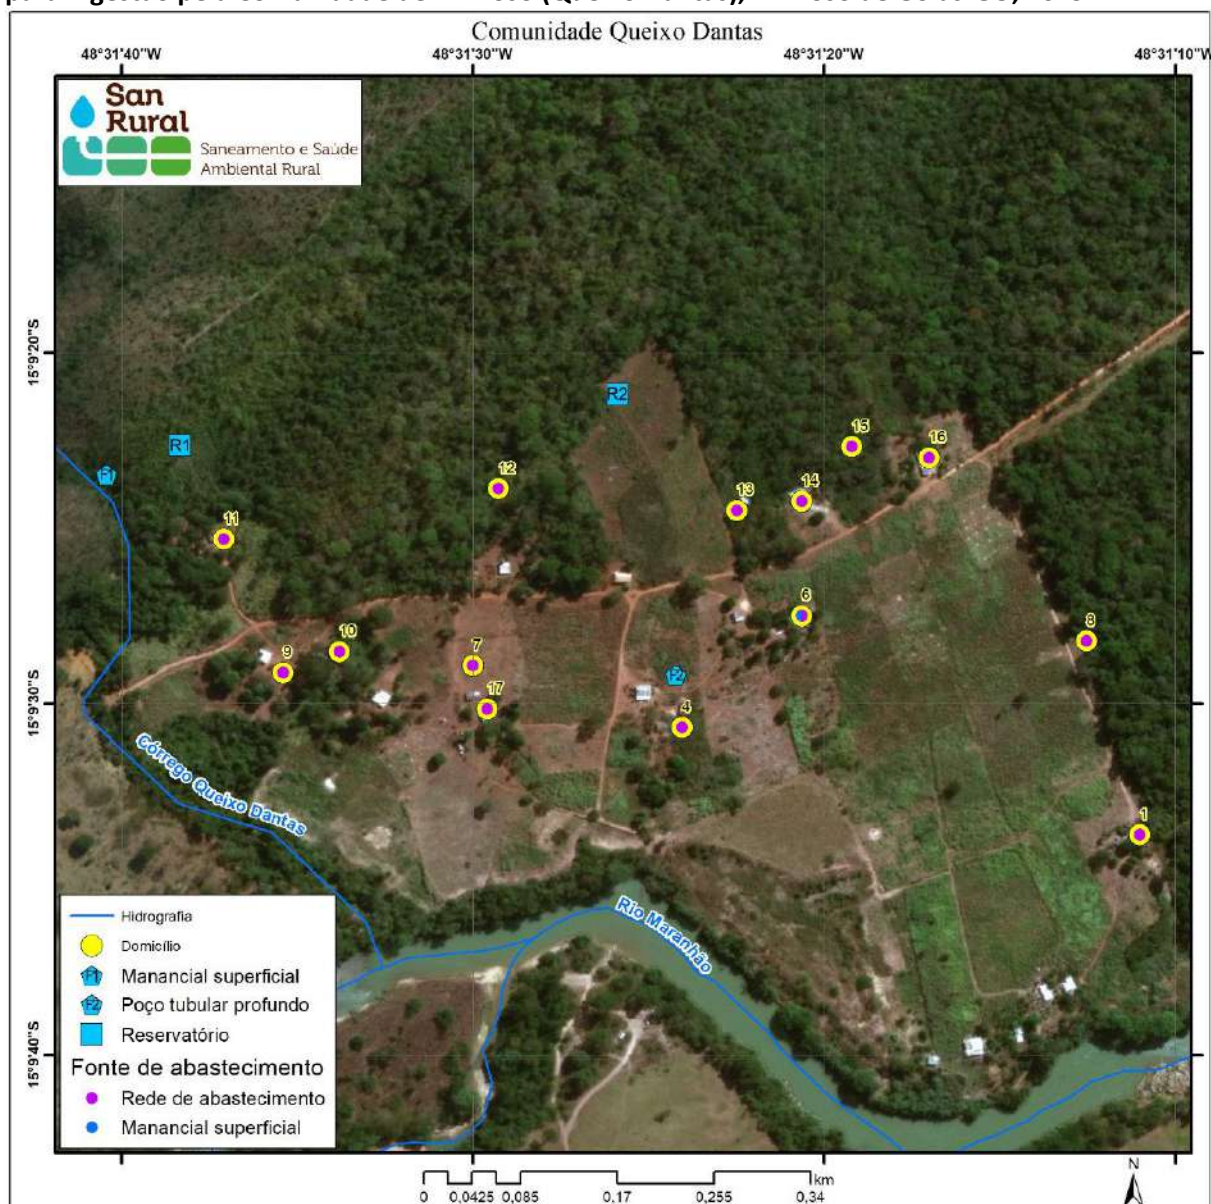 Comunidade Queixo Dantas
48°31'40"W 48°31'30"W 48°31'20"W 48°31'10"W
San
Rural
Saneamento e Saúde
Ambiental Rural
15°9'20"S
R2
15
16
R1
F1
12
13
14
11
6
8
10
7
9
F2
17
4
15°9'30"S
Córrego Queixo Dantas
1
Rio Maranhão
Hidrografia
Domicílio
F1 Manancial superficial
F2 Poço tubular profundo
Reservatório
Fonte de abastecimento
Rede de abastecimento
Manancial superficial
15°9'40"S
N
km
0 0,0425 0,085 0,17 0,255 0,34